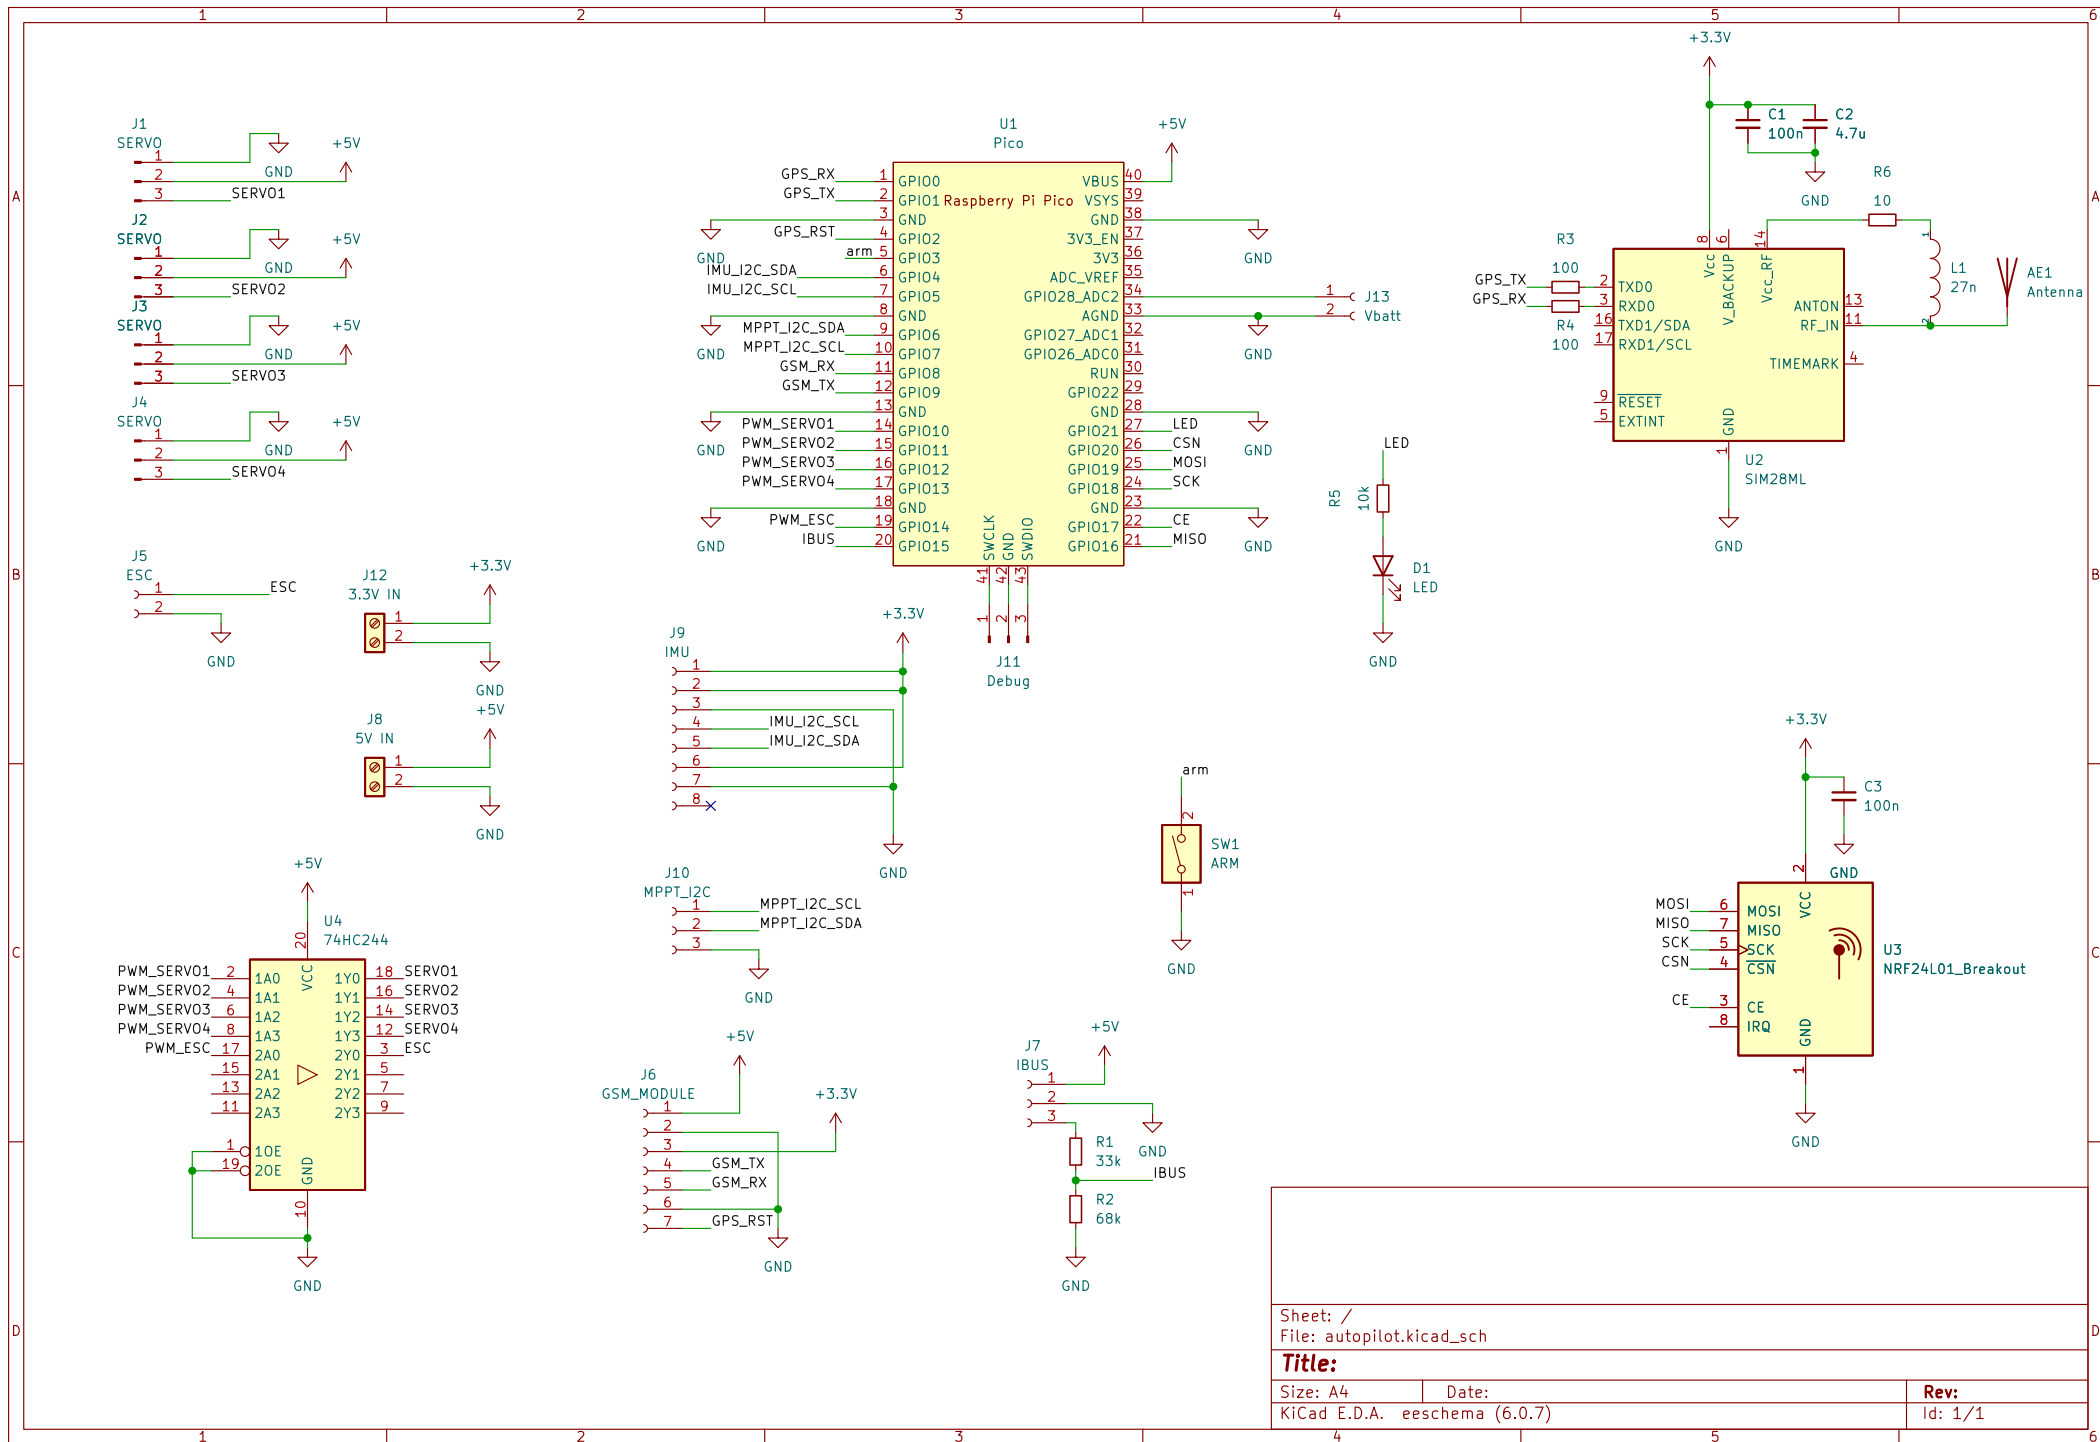 1 2 3 4 5 6
A
B
C
D
J1
SERVO
1
2
3
GND
+5V
SERVO1
J2
SERVO
1
2
3
GND
+5V
SERVO2
J3
SERVO
1
2
3
GND
+5V
SERVO3
J4
SERVO
1
2
3
GND
+5V
SERVO4
J5
ESC
1
2
ESC
GND
J12
3.3V IN
1
2
+3.3V
GND
J8
5V IN
1
2
+5V
GND
+5V
U4
74HC244
20
VCC
PWM_SERVO1 2 1A0 1Y0 18 SERVO1
PWM_SERVO2 4 1A1 1Y1 16 SERVO2
PWM_SERVO3 6 1A2 1Y2 14 SERVO3
PWM_SERVO4 8 1A3 1Y3 12 SERVO4
PWM_ESC 17 2A0 2Y0 3 ESC
15 2A1 2Y1 5
13 2A2 2Y2 7
11 2A3 2Y3 9
1 1OE
19 2OE
GND
10
GND
U1
Pico
+5V
Raspberry Pi Pico
GPS_RX 1 GPIO0 VBUS 40
GPS_TX 2 GPIO1 VSYS 39
3 GND GND 38
GPS_RST 4 GPIO2 3V3_EN 37
arm 5 GPIO3 3V3 36
GND GND
IMU_I2C_SDA 6 GPIO4 ADC_VREF 35
IMU_I2C_SCL 7 GPIO5 GPIO28_ADC2 34
8 GND AGND 33
MPPT_I2C_SDA 9 GPIO6 GPIO27_ADC1 32
MPPT_I2C_SCL 10 GPIO7 GPIO26_ADC0 31
GND GND
GSM_RX 11 GPIO8 RUN 30
GSM_TX 12 GPIO9 GPIO22 29
13 GND GND 28
PWM_SERVO1 14 GPIO10 GPIO21 27 LED
PWM_SERVO2 15 GPIO11 GPIO20 26 CSN
GND GND
PWM_SERVO3 16 GPIO12 GPIO19 25 MOSI
PWM_SERVO4 17 GPIO13 GPIO18 24 SCK
18 GND GND 23
PWM_ESC 19 GPIO14 GPIO17 22 CE
IBUS 20 GPIO15 GPIO16 21 MISO
GND GND
SWCLK GND SWDIO
41 42 43
1 2 3
J11
Debug
1 J13
2 Vbatt
LED
R5
10k
D1
LED
GND
+3.3V
J9
IMU
1
2
3
4 IMU_I2C_SCL
5 IMU_I2C_SDA
6
7
8
GND
J10
MPPT_I2C
1 MPPT_I2C_SCL
2 MPPT_I2C_SDA
3
GND
+5V
J6
GSM_MODULE
+3.3V
1
2
3
4 GSM_TX
5 GSM_RX
6
7 GPS_RST
GND
arm
2
SW1
ARM
1
GND
+5V
J7
IBUS
1
2
3
GND
R1
33k
IBUS
R2
68k
GND
+3.3V
C1
100n
C2
4.7u
GND
R6
10
1
L1
27n
2
AE1
Antenna
R3
100
GPS_TX
GPS_RX
R4
100
8 6 14
Vcc V_BACKUP Vcc_RF
2 TXD0
3 RXD0
16 TXD1/SDA
17 RXD1/SCL
9 RESET
5 EXTINT
ANTON 13
RF_IN 11
TIMEMARK 4
GND
1
U2
SIM28ML
GND
+3.3V
C3
100n
GND
2
VCC
MOSI 6 MOSI
MISO 7 MISO
SCK 5 SCK
CSN 4 CSN
CE 3 CE
8 IRQ
GND
1
U3
NRF24L01_Breakout
GND
Sheet: /
File: autopilot.kicad_sch
Title:
Size: A4 Date: Rev:
KiCad E.D.A. eeschema (6.0.7) Id: 1/1
A
B
C
D
1 2 3 4 5 6